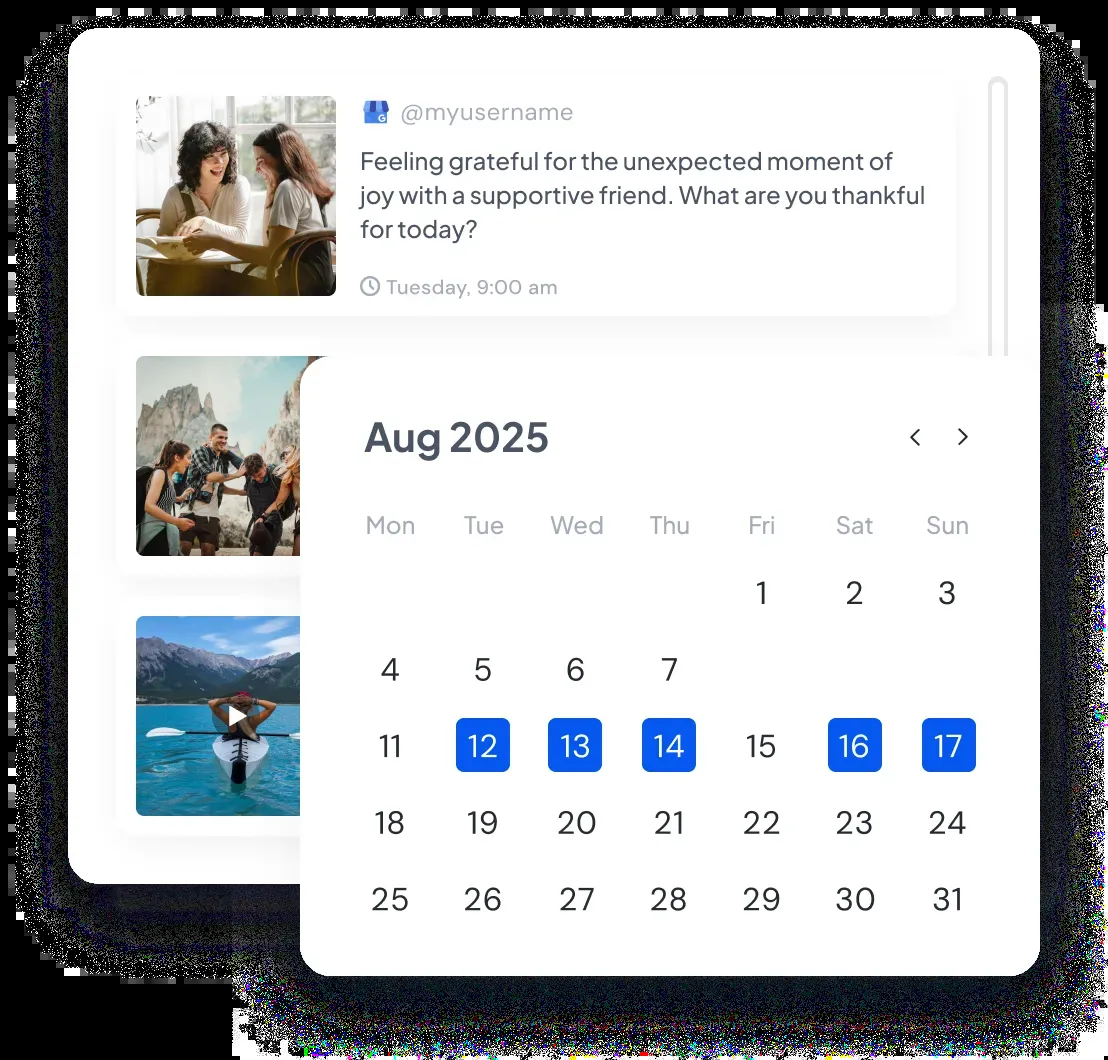 @myusername
Feeling grateful for the unexpected moment of
joy with a supportive friend. What are you thankful
for today?
Tuesday, 9:00 am
Aug 2025
Mon Tue Wed Thu Fri Sat Sun
1 2 3
4 5 6 7
11 12 13 14 15 16 17
18 19 20 21 22 23 24
25 26 27 28 29 30 31